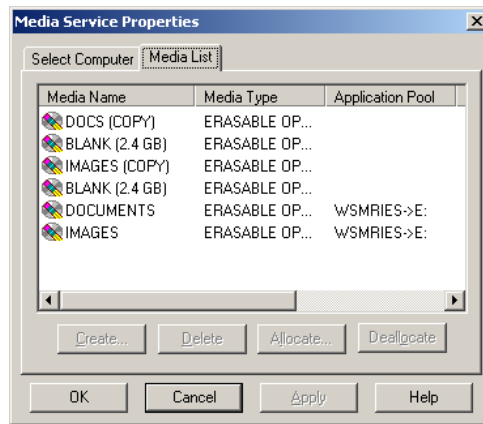 Media Service Properties
Select Computer Media List
Media Name Media Type Application Pool
DOCS (COPY) ERASABLE OP...
BLANK (2.4 GB) ERASABLE OP...
IMAGES (COPY) ERASABLE OP...
BLANK (2.4 GB) ERASABLE OP...
DOCUMENTS ERASABLE OP... WSMRIES->E:
IMAGES ERASABLE OP... WSMRIES->E:
Create... Delete Allocate... Deallocate
OK Cancel Apply Help